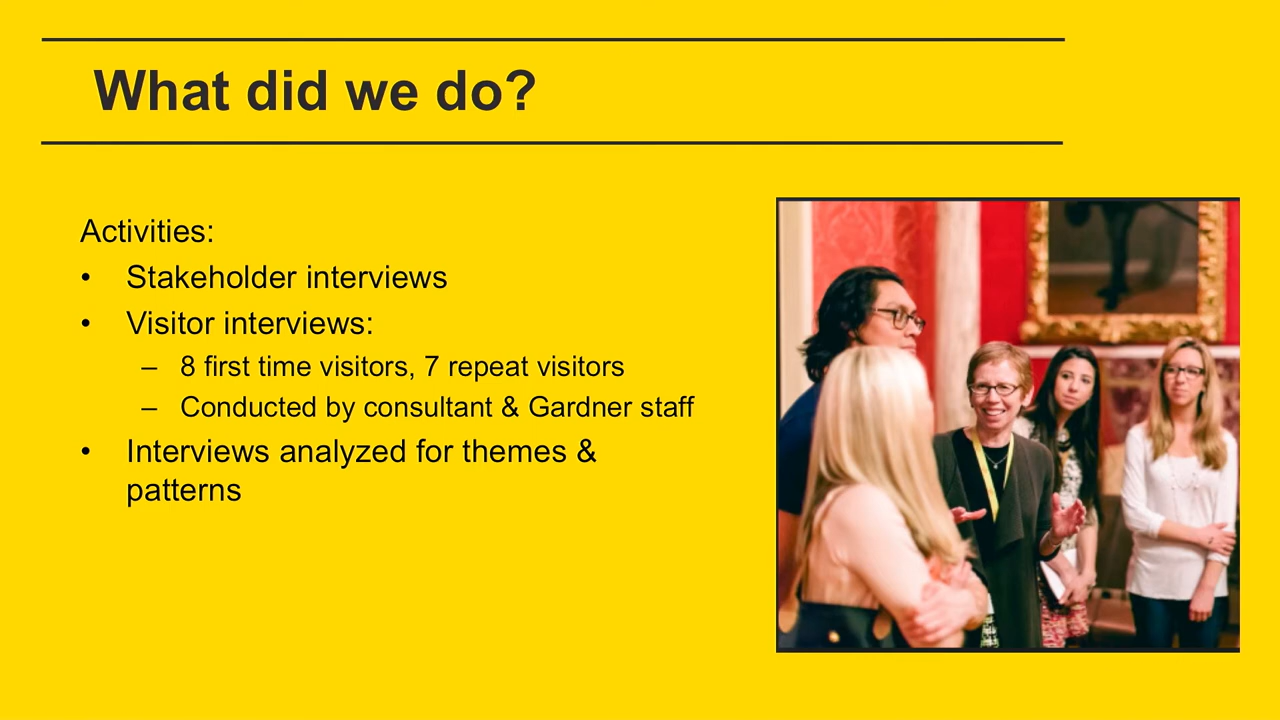 What did we do?
Activities:
• Stakeholder interviews
• Visitor interviews:
– 8 first time visitors, 7 repeat visitors
– Conducted by consultant & Gardner staff
• Interviews analyzed for themes &
patterns